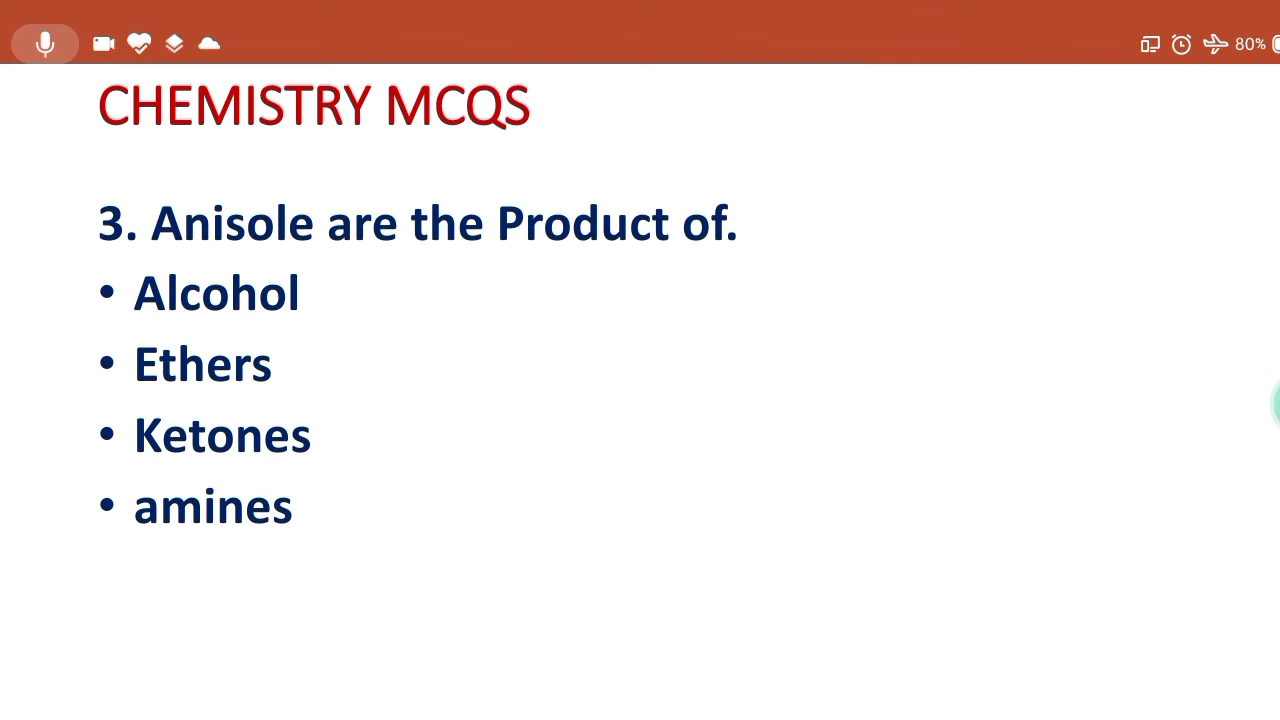 80%
CHEMISTRY MCQS
3. Anisole are the Product of.
• Alcohol
• Ethers
• Ketones
• amines